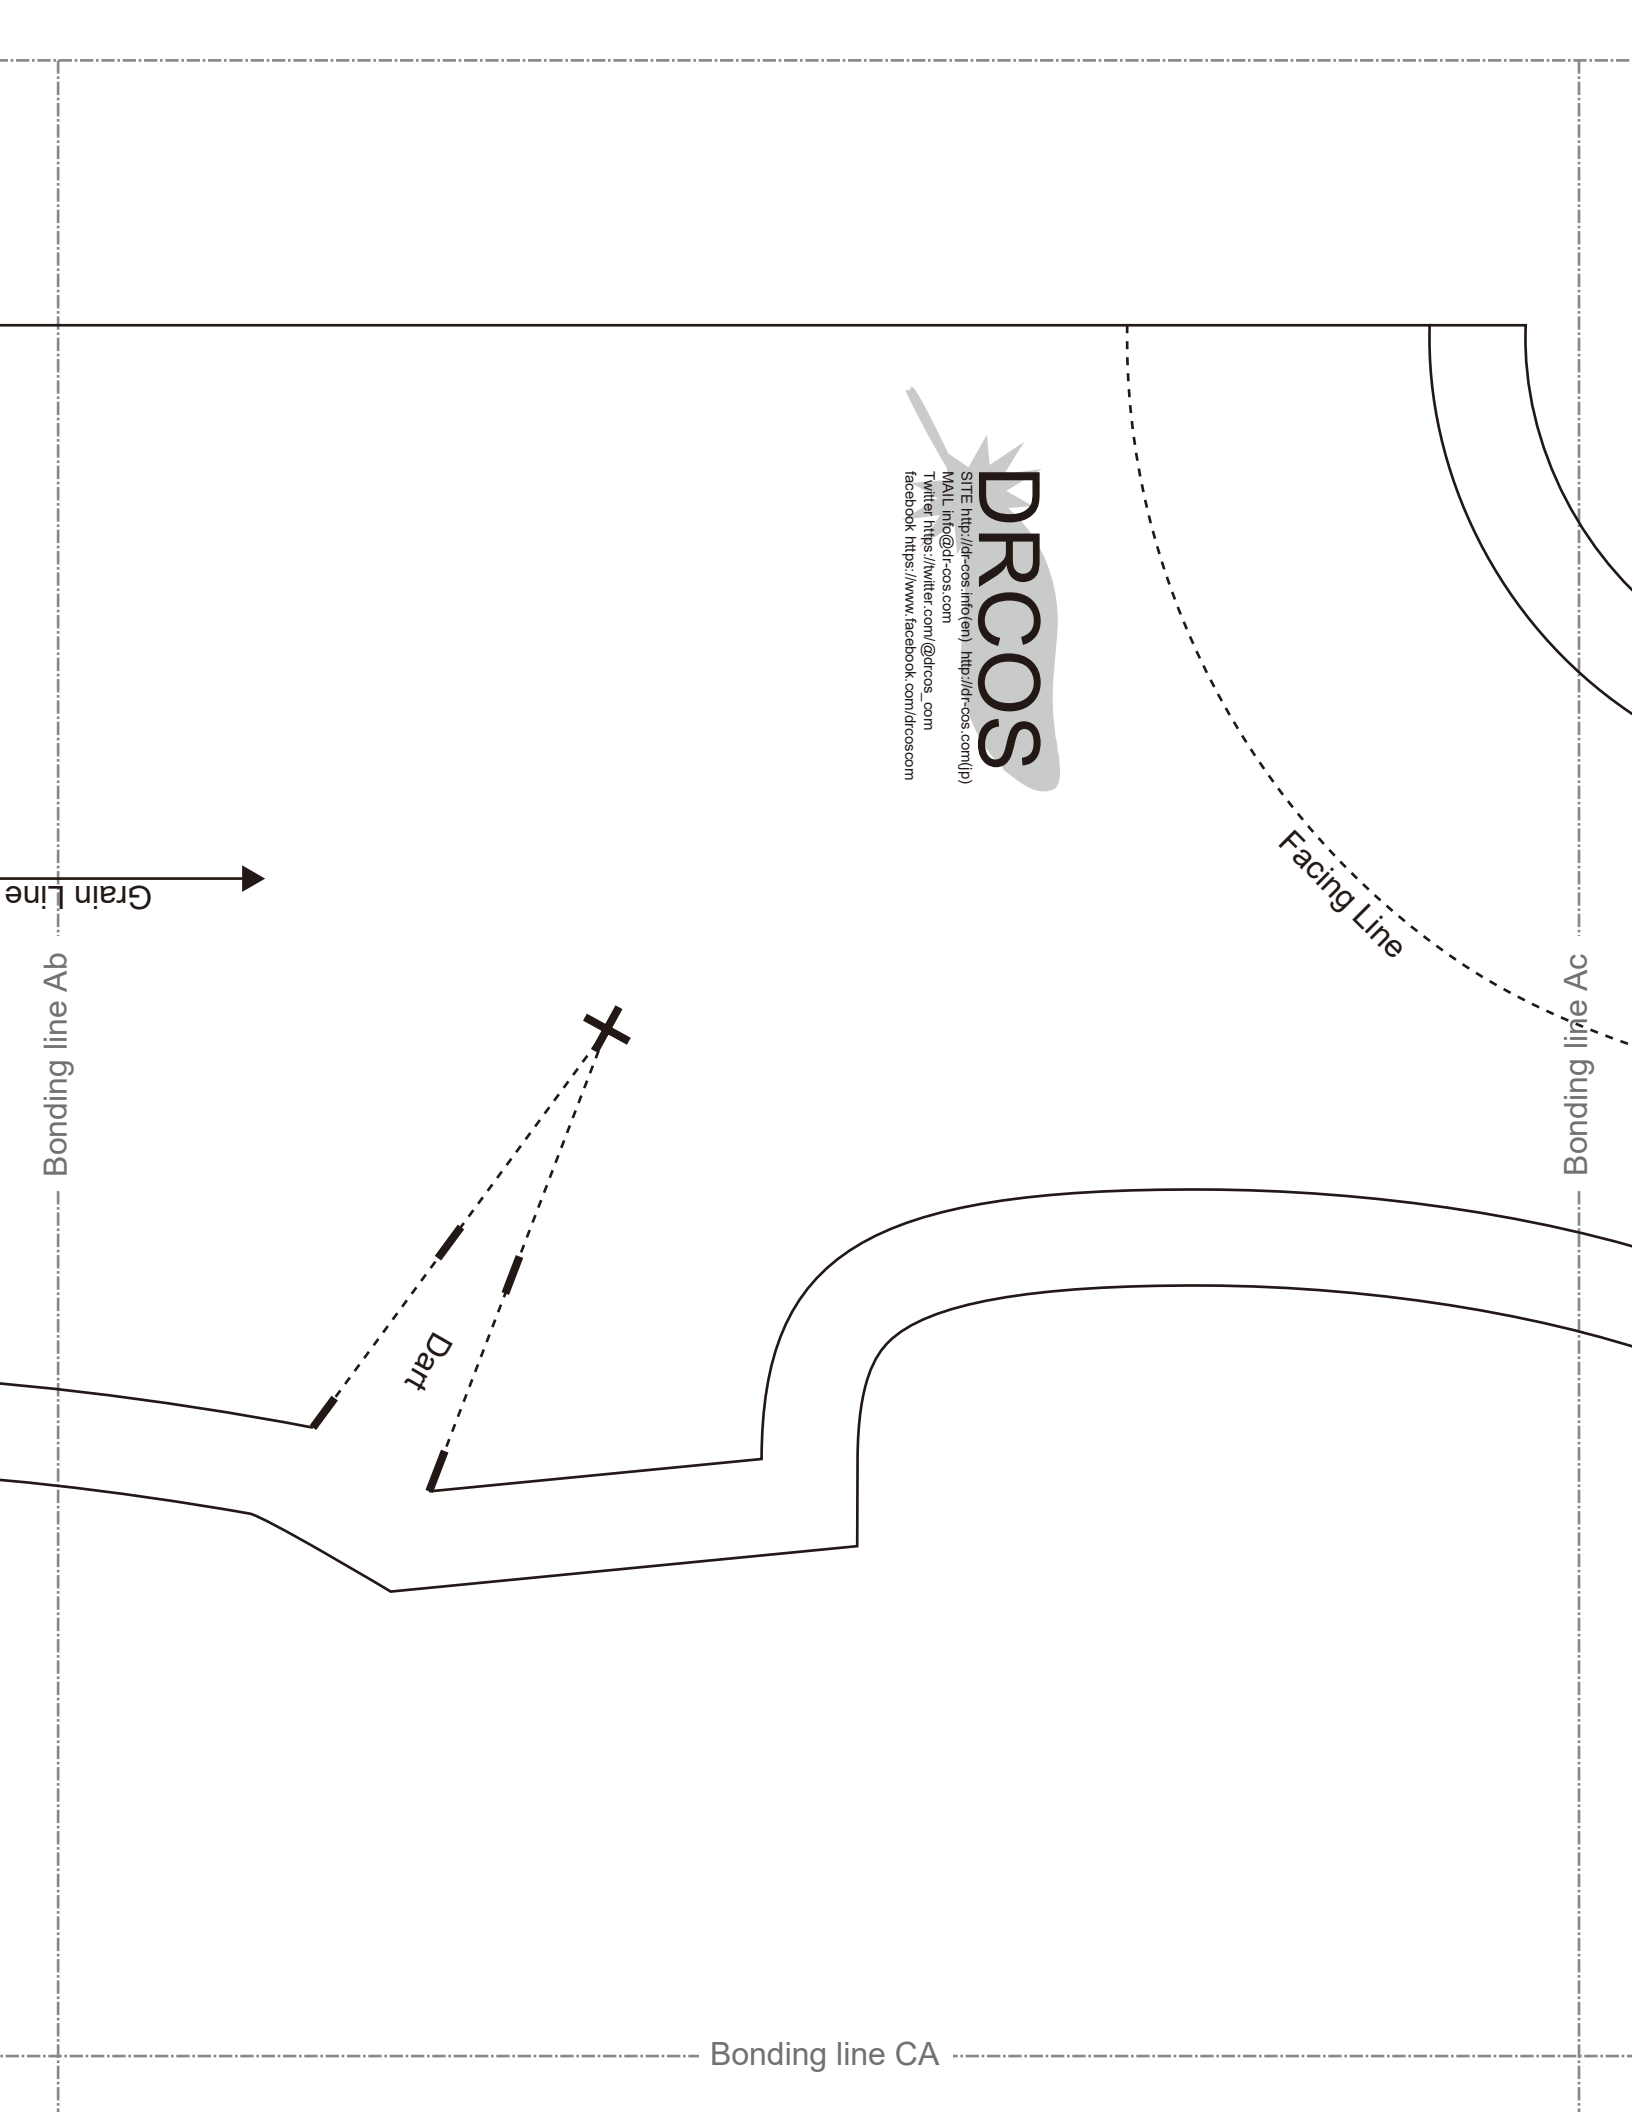 DRCOS
SITE http://dr-cos.info(en)  http://dr-cos.com(jp)
MAIL info@dr-cos.com
Twitter https://twitter.com/@drcos_com
facebook https://www.facebook.com/drcoscom
Facing Line
Grain Line
Bonding line Ab
Bonding line Ac
Dart
Bonding line CA